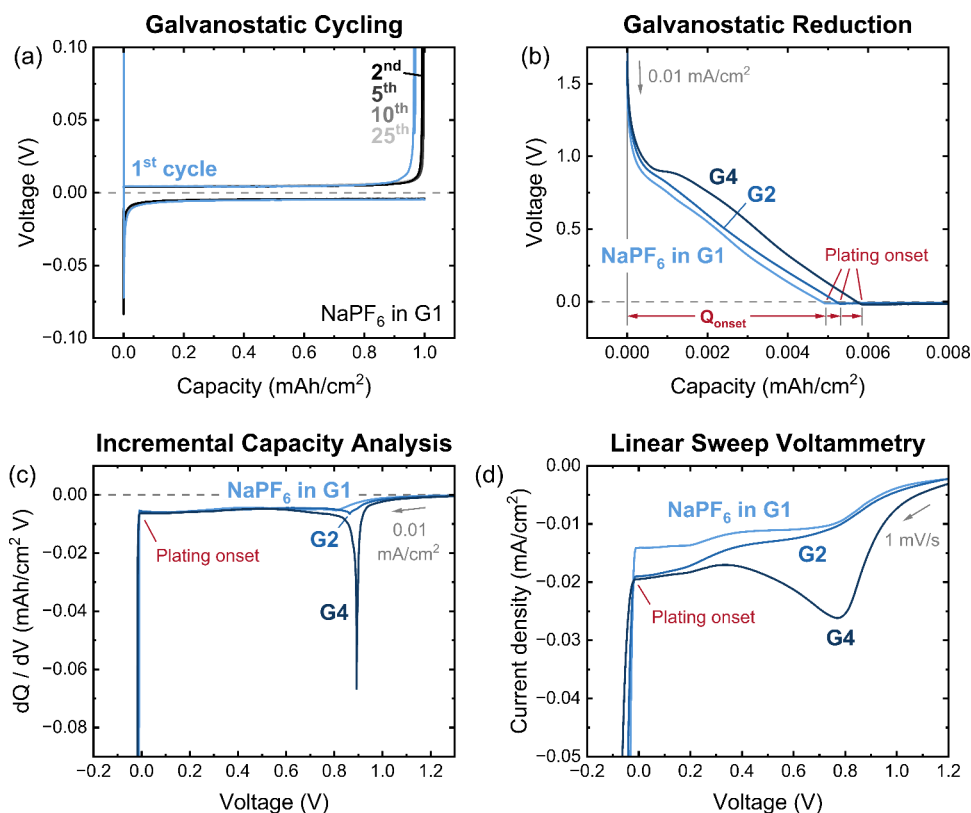 Galvanostatic Cycling
(a)
0.10
0.05
0.00
−0.05
−0.10
Voltage (V)
2nd
5th
10th
25th
1st cycle
NaPF6 in G1
0.0 0.2 0.4 0.6 0.8 1.0
Capacity (mAh/cm2)
Galvanostatic Reduction
(b)
1.5
1.0
0.5
0.0
Voltage (V)
0.01 mA/cm2
G4
G2
NaPF6 in G1
Plating onset
Qonset
0.000 0.002 0.004 0.006 0.008
Capacity (mAh/cm2)
Incremental Capacity Analysis
(c)
0.00
−0.02
−0.04
−0.06
−0.08
dQ / dV (mAh/cm2 V)
NaPF6 in G1
G2
0.01
mA/cm2
Plating onset
G4
−0.2 0.0 0.2 0.4 0.6 0.8 1.0 1.2
Voltage (V)
Linear Sweep Voltammetry
(d)
0.00
−0.01
−0.02
−0.03
−0.04
−0.05
Current density (mA/cm2)
NaPF6 in G1
G2
1 mV/s
Plating onset
G4
−0.2 0.0 0.2 0.4 0.6 0.8 1.0 1.2
Voltage (V)